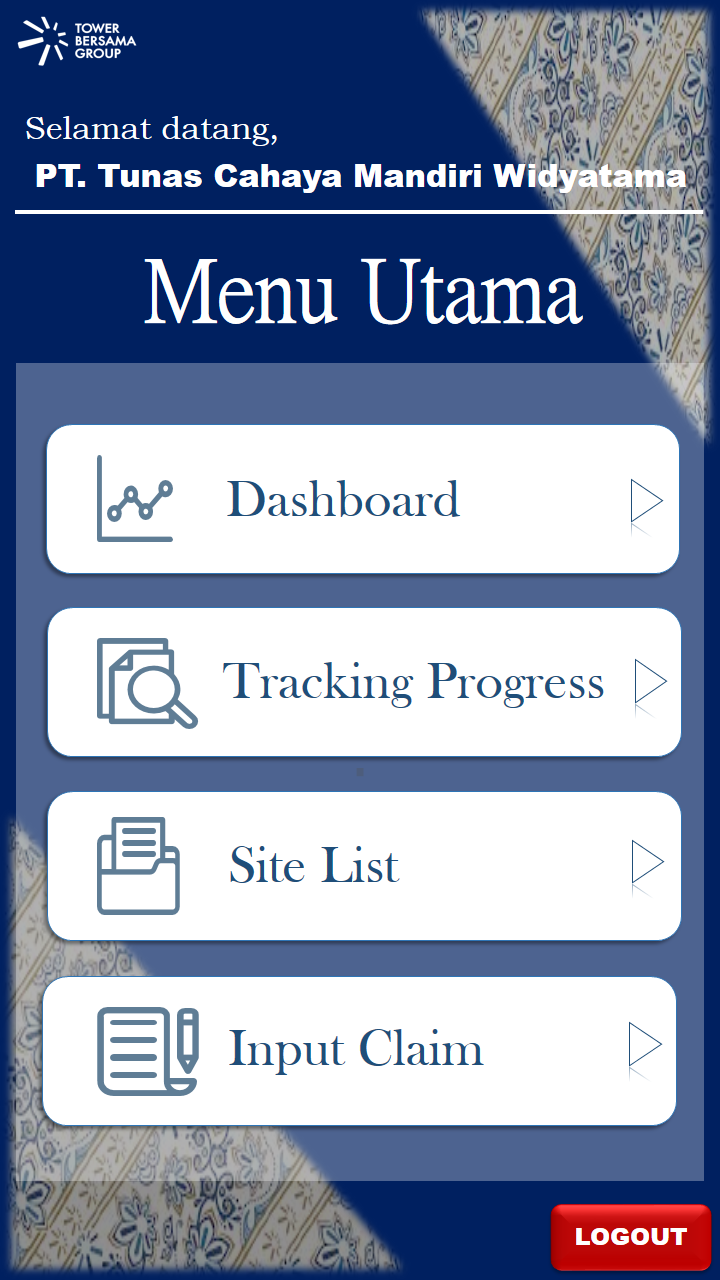 TOWER
BERSAMA
GROUP
Selamat datang,
PT. Tunas Cahaya Mandiri Widyatama
Menu Utama
Dashboard
Tracking Progress
Site List
Input Claim
LOGOUT